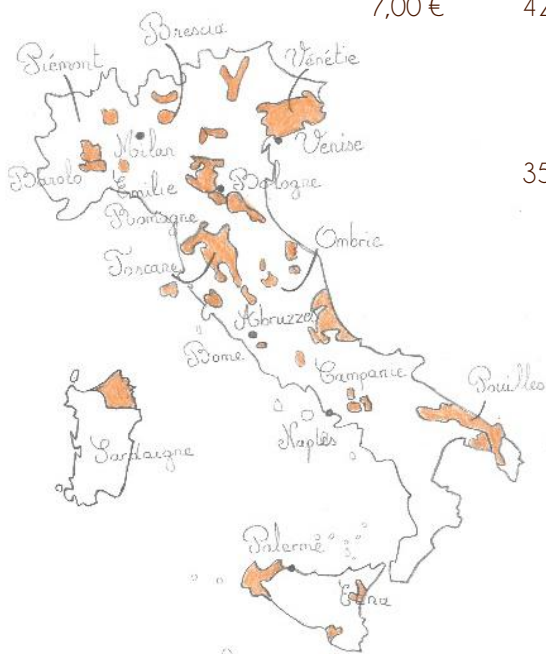 7,00 €
42
Brescia
Piémont
Vénétie
Milan
Venise
35
Barolo
Emilie
Bologne
Romagne
Ombrie
Toscane
Abruzzes
Rome
Campanie
Pouilles
Naples
Sardaigne
Palerme
Etna